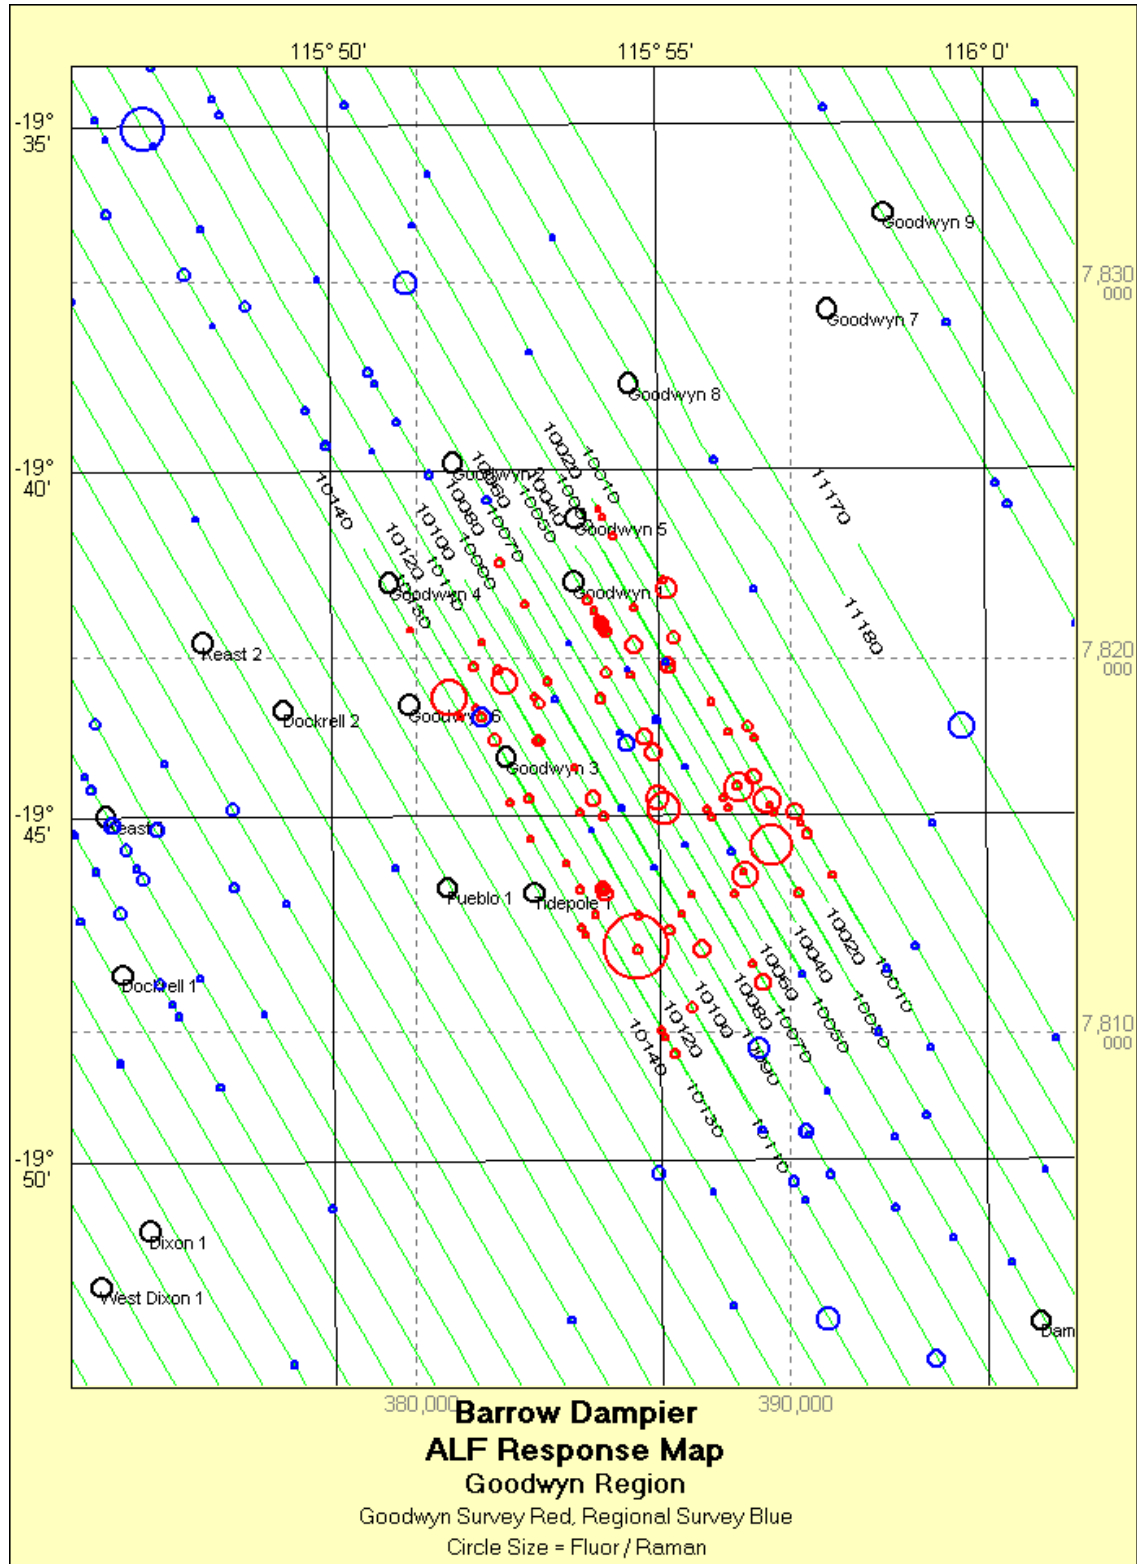 115° 50' 115° 55' 116° 0'
-19°
35'
Goodwyn 9
7,830
000
Goodwyn 7
Goodwyn 8
-19°
40'
10020 10010
10060
10040
10080 10050
10140 10100 10070
10120 10090
11170
Goodwyn 5
Goodwyn 4
Goodwyn 1
11180
Keast 2
7,820
000
Dockrell 2
Goodwyn 6
Goodwyn 3
-19°
45'
Pueblo 1
Tidepole 1
Dockrell 1
10020
10040
10060 10010
10080
10100 10050
10120 10070
10140 10090
10130
10110
7,810
000
-19°
50'
Dixon 1
West Dixon 1
Dam
380,000 390,000
Barrow Dampier
ALF Response Map
Goodwyn Region
Goodwyn Survey Red, Regional Survey Blue
Circle Size = Fluor / Raman